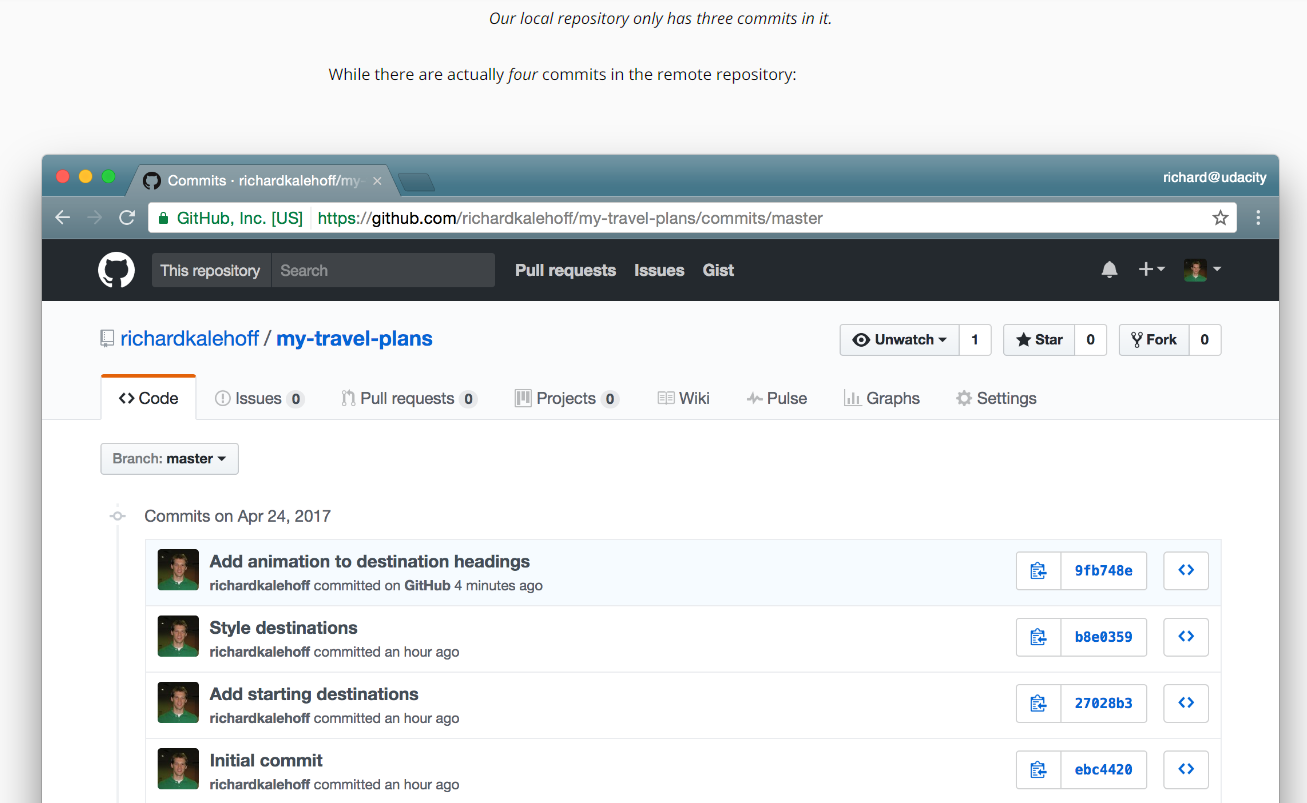 Our local repository only has three commits in it.
While there are actually four commits in the remote repository:
Commits · richardkalehoff/my-
richard@udacity
GitHub, Inc. [US] https://github.com/richardkalehoff/my-travel-plans/commits/master
This repository Search Pull requests Issues Gist
richardkalehoff / my-travel-plans Unwatch 1 Star 0 Fork 0
Code Issues 0 Pull requests 0 Projects 0 Wiki Pulse Graphs Settings
Branch: master
Commits on Apr 24, 2017
Add animation to destination headings
richardkalehoff committed on GitHub 4 minutes ago
9fb748e
Style destinations
richardkalehoff committed an hour ago
b8e0359
Add starting destinations
richardkalehoff committed an hour ago
27028b3
Initial commit
richardkalehoff committed an hour ago
ebc4420